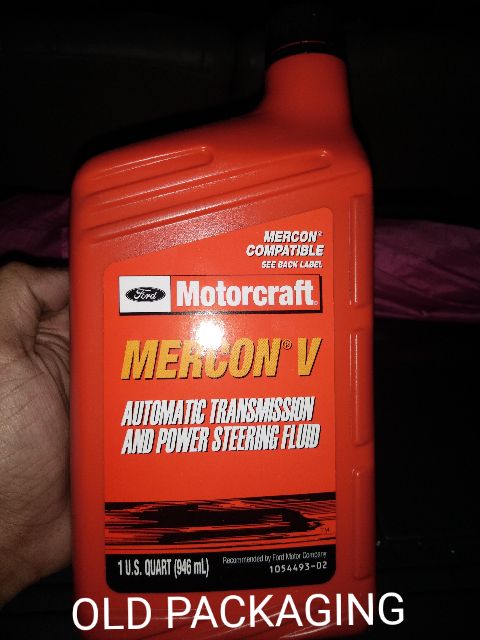 MERCON®
COMPATIBLE
SEE BACK LABEL
Ford Motorcraft®
MERCON® V
AUTOMATIC TRANSMISSION
AND POWER STEERING FLUID
TM
1 U.S. QUART (946 mL)
Recommended by Ford Motor Company
1054493-02
OLD PACKAGING